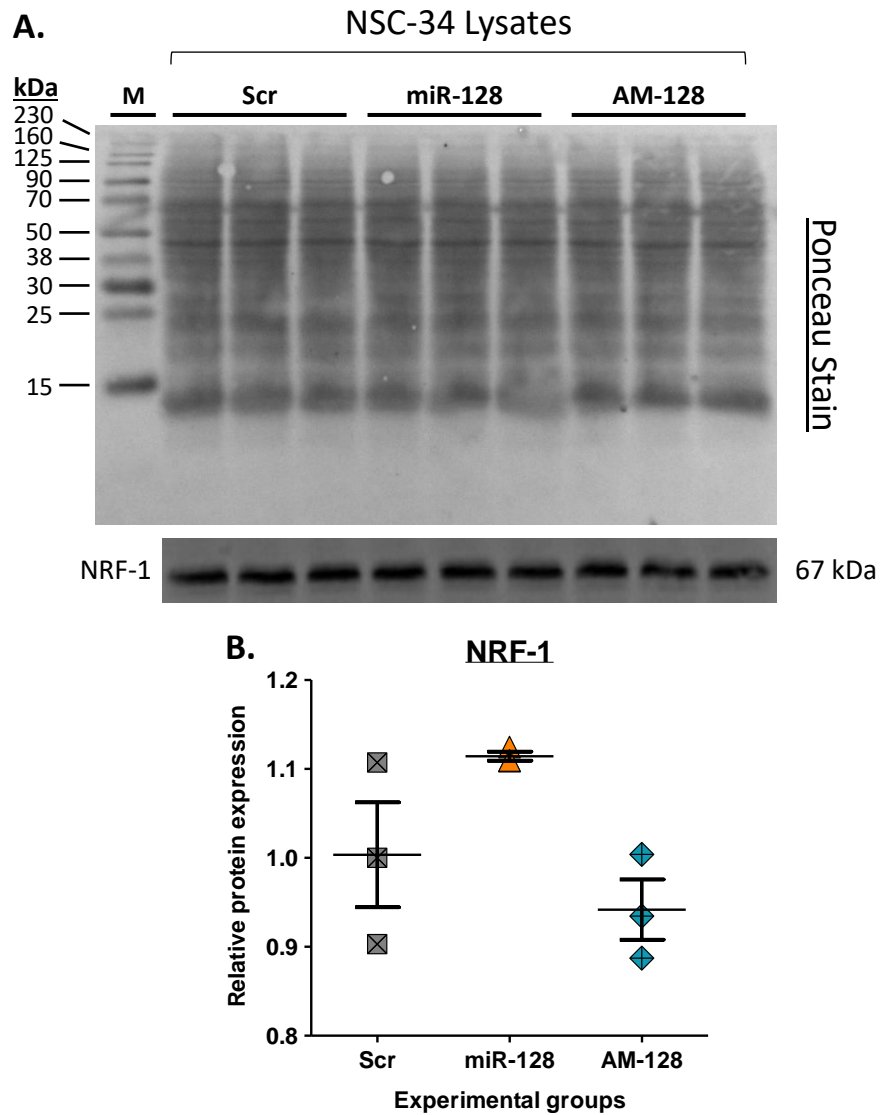 A.
NSC-34 Lysates
kDa
M
Scr
miR-128
AM-128
230
160
125
90
70
50
38
30
25
15
Ponceau Stain
NRF-1
67 kDa
B.
NRF-1
Relative protein expression
1.2
1.1
1.0
0.9
0.8
Scr
miR-128
AM-128
Experimental groups